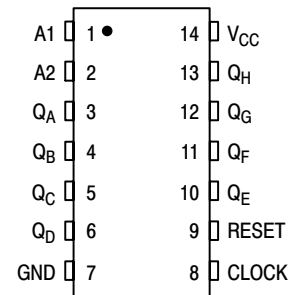 A1 1 14 VCC
A2 2 13 QH
QA 3 12 QG
QB 4 11 QF
QC 5 10 QE
QD 6 9 RESET
GND 7 8 CLOCK